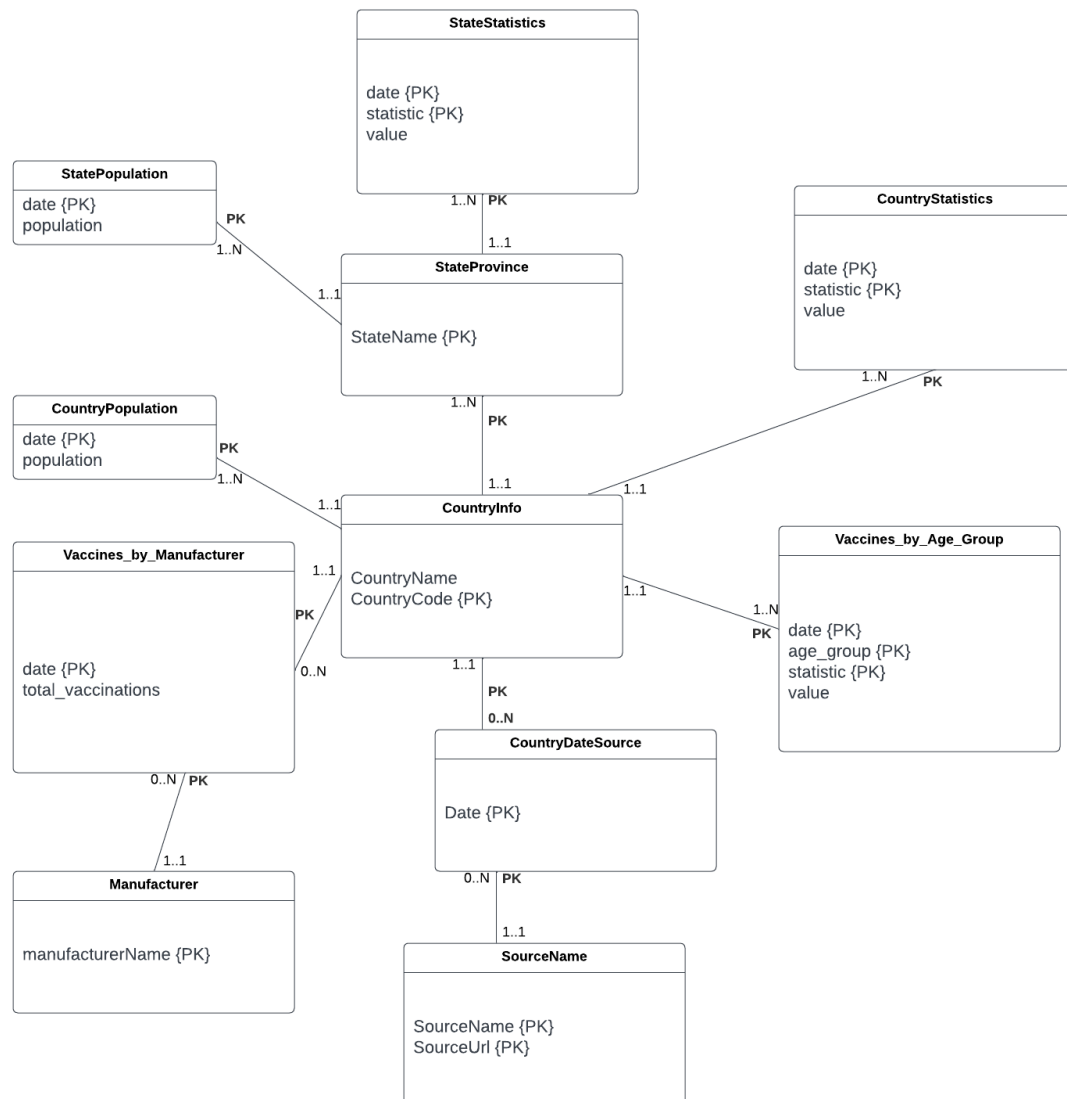 StateStatistics
date {PK}
statistic {PK}
value
1..N PK
1..1
StatePopulation
date {PK}
population
PK
1..N
1..1
StateProvince
StateName {PK}
1..N
PK
1..1
CountryStatistics
date {PK}
statistic {PK}
value
1..N
PK
1..1
CountryPopulation
date {PK}
population
PK
1..N
1..1
CountryInfo
CountryName
CountryCode {PK}
Vaccines_by_Manufacturer
date {PK}
total_vaccinations
1..1
PK
0..N
Vaccines_by_Age_Group
date {PK}
age_group {PK}
statistic {PK}
value
1..1
1..N
PK
1..1
PK
0..N
CountryDateSource
Date {PK}
0..N PK
1..1
Manufacturer
manufacturerName {PK}
0..N PK
1..1
SourceName
SourceName {PK}
SourceUrl {PK}